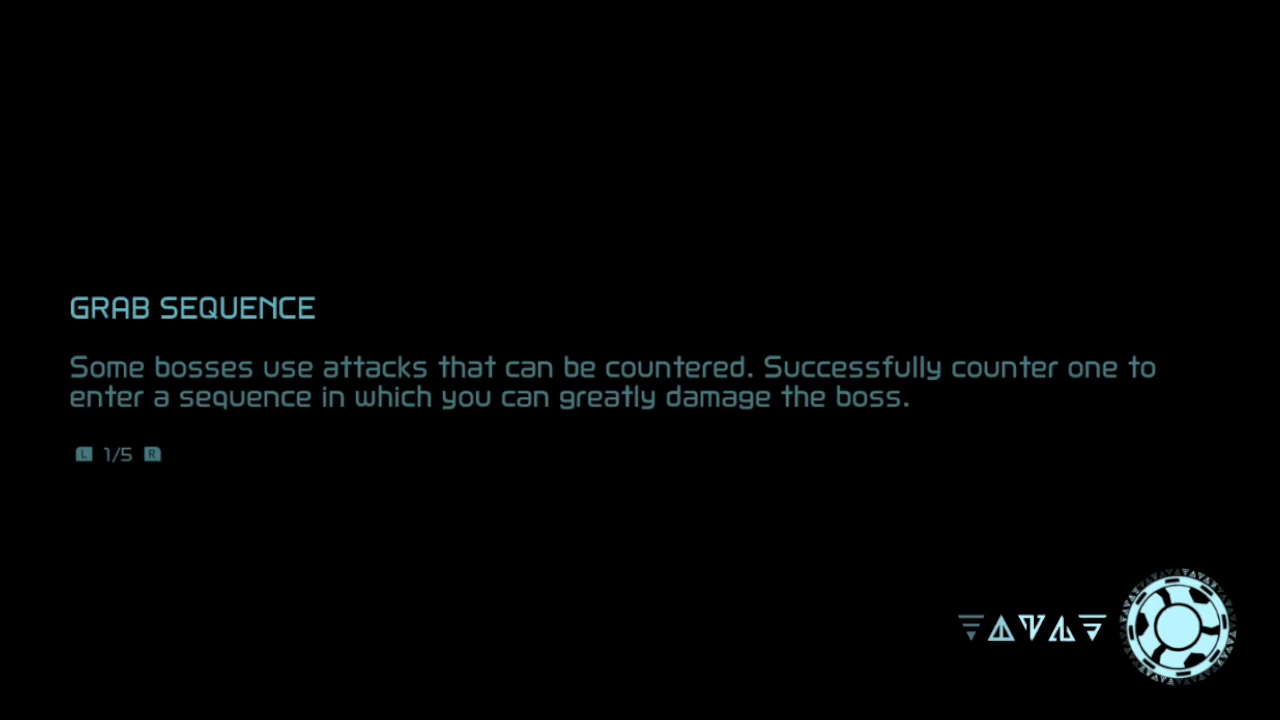 GRAB SEQUENCE
Some bosses use attacks that can be countered. Successfully counter one to
enter a sequence in which you can greatly damage the boss.
L 1/5 R